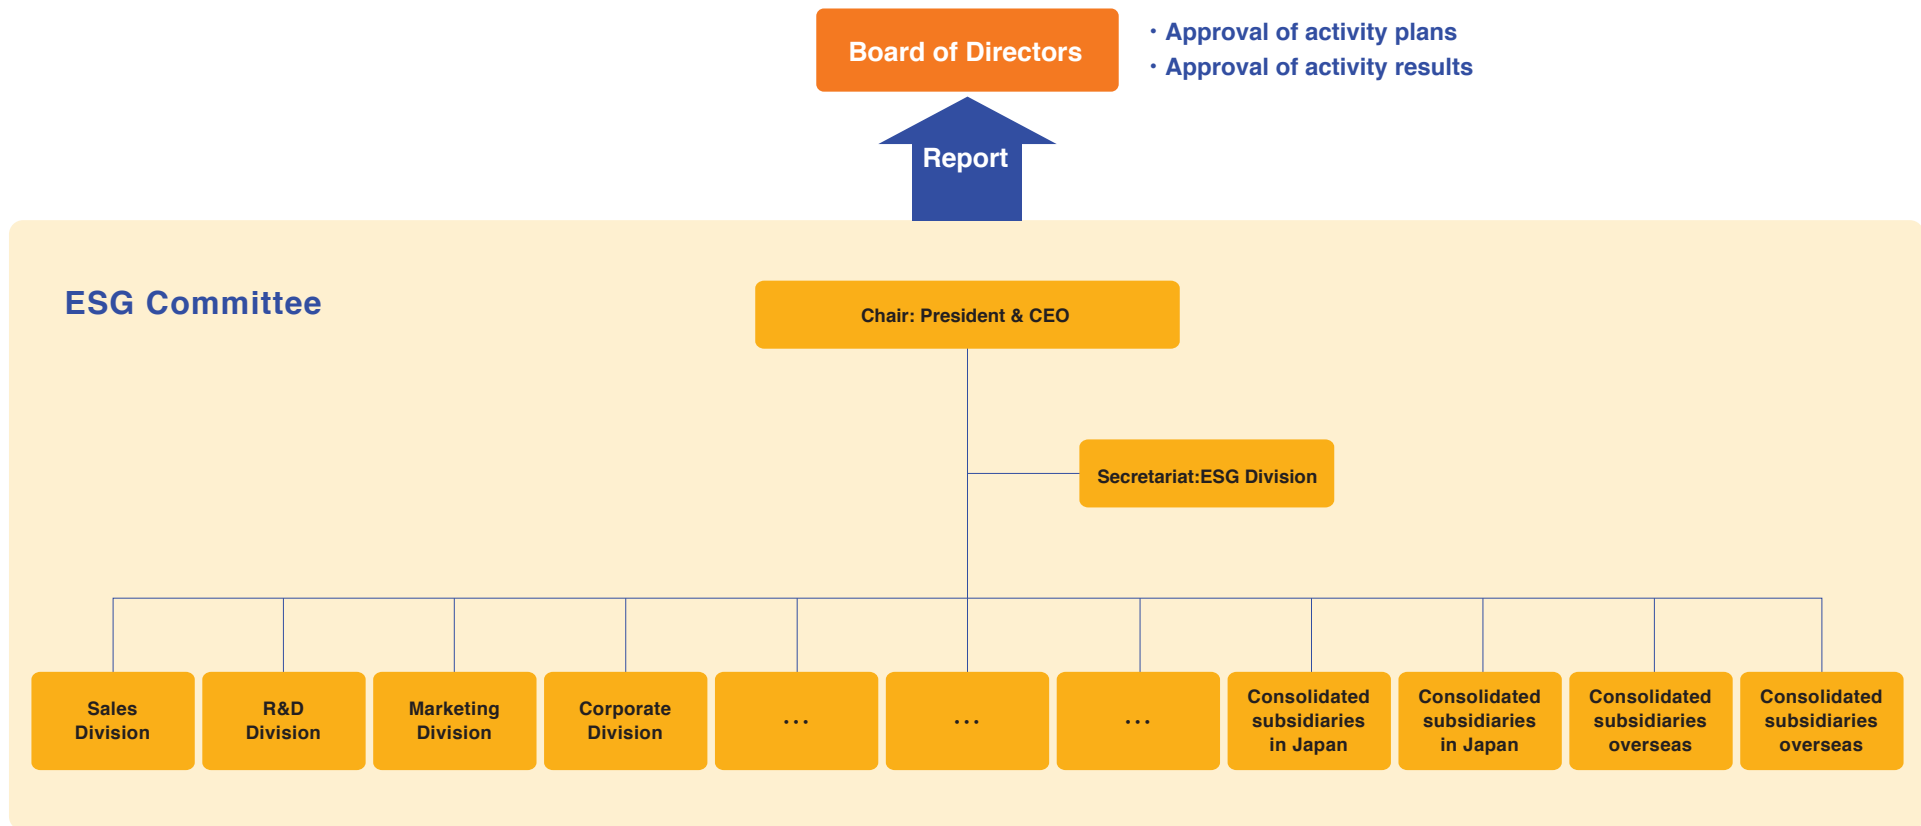 Board of Directors
・Approval of activity plans
・Approval of activity results
Report
ESG Committee
Chair: President & CEO
Secretariat:ESG Division
Sales
Division
R&D
Division
Marketing
Division
Corporate
Division
...
...
...
Consolidated
subsidiaries
in Japan
Consolidated
subsidiaries
in Japan
Consolidated
subsidiaries
overseas
Consolidated
subsidiaries
overseas